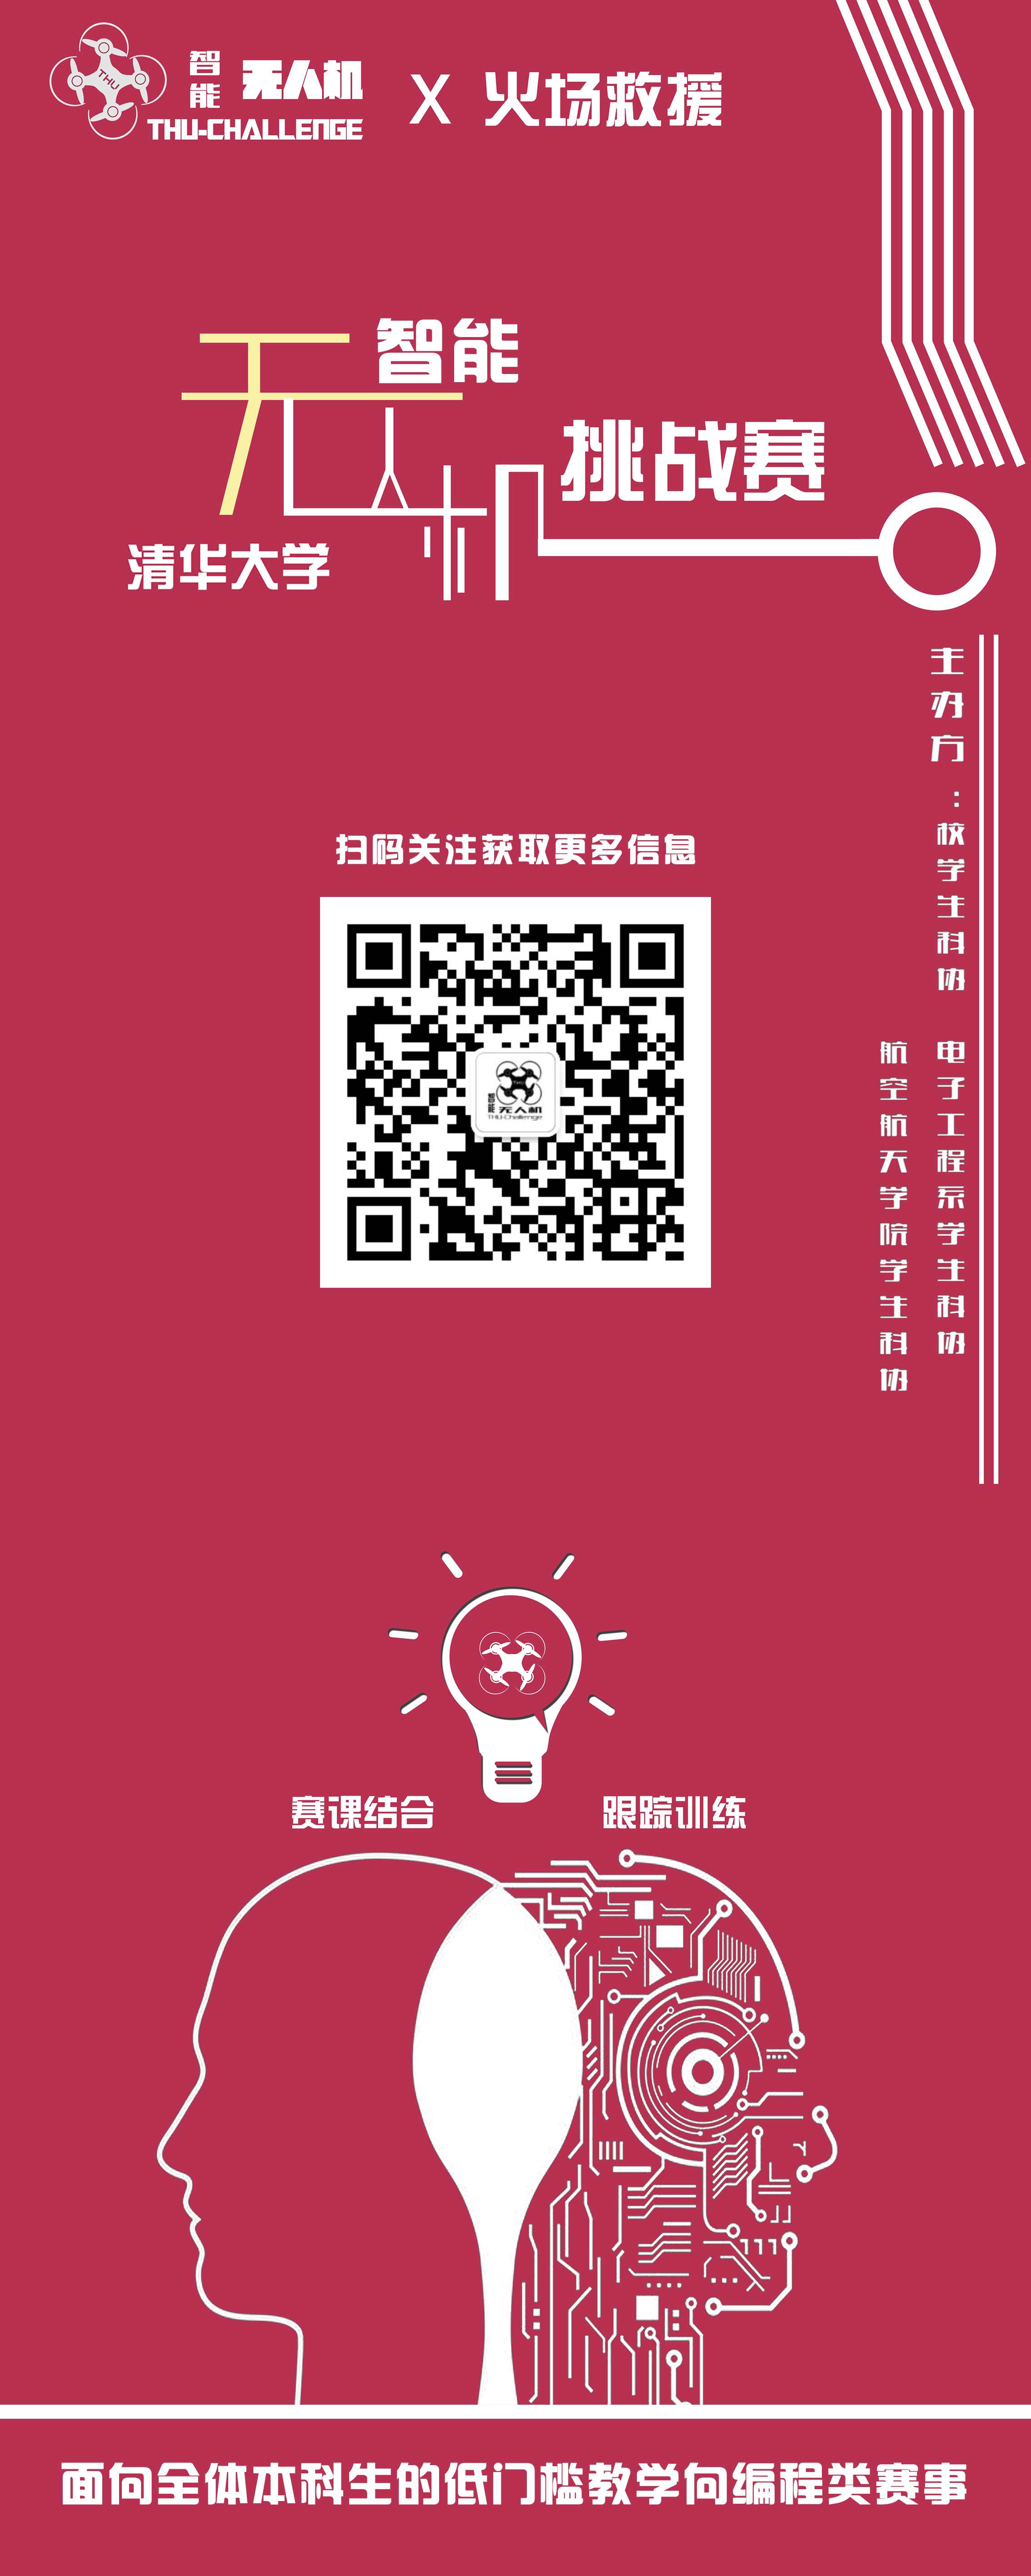 THU
智能
无人机
THU-CHALLENGE
X 火场救援
智能
无人机
挑战赛
清华大学
主办方：校学生科协
电子工程系学生科协
航空航天学院学生科协
扫码关注获取更多信息
智能
无人机
THU-Challenge
赛课结合
跟踪训练
面向全体本科生的低门槛教学向编程类赛事